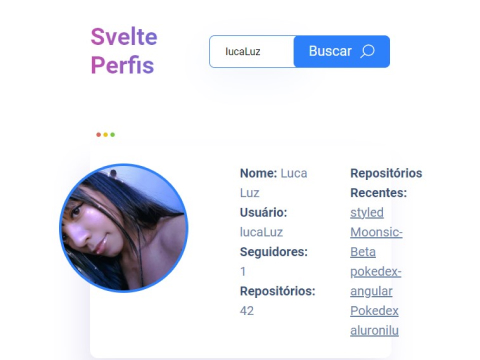 Svelte
Perfis
lucaLuz
Buscar
Nome: Luca
Luz
Usuário:
lucaLuz
Seguidores:
1
Repositórios:
42
Repositórios
Recentes:
styled
Moonsic-
Beta
pokedex-
angular
Pokedex
aluronilu